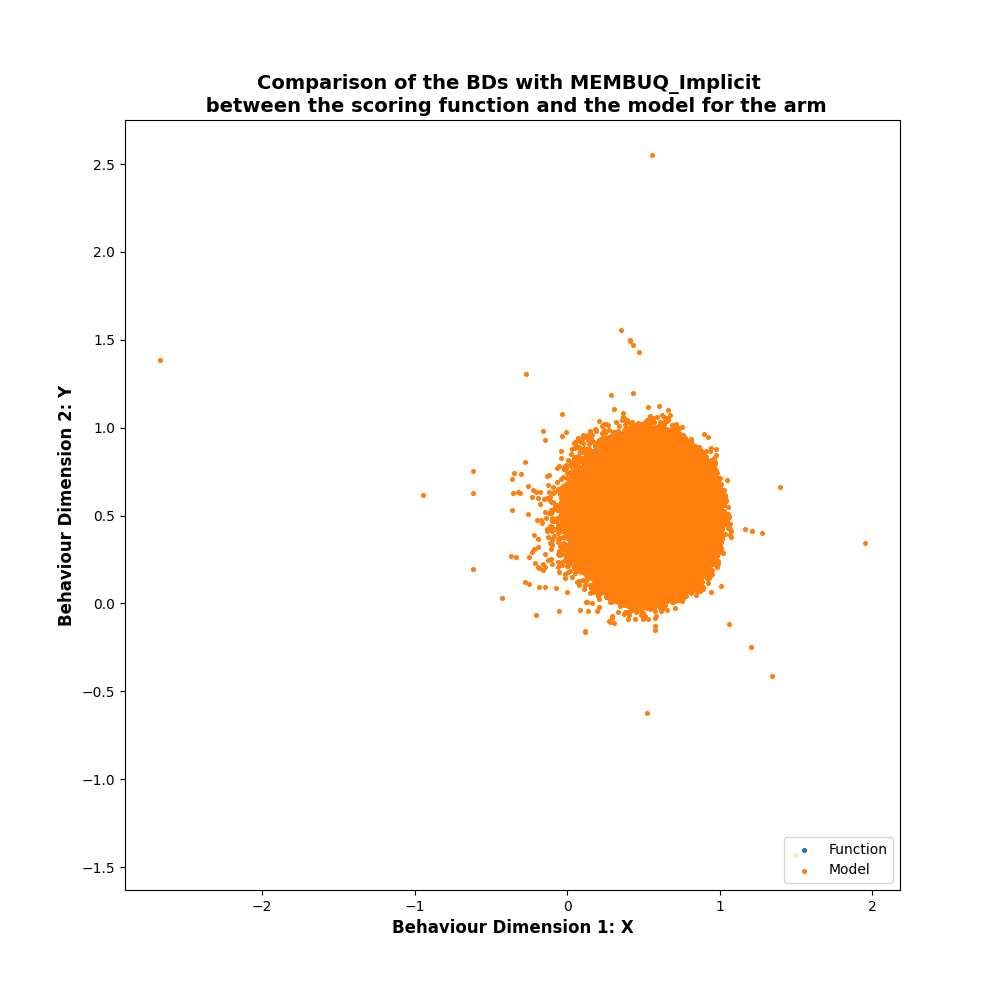 Comparison of the BDs with MEMBUQ_Implicit
between the scoring function and the model for the arm
2.5
2.0
1.5
1.0
0.5
0.0
−0.5
−1.0
−1.5
Behaviour Dimension 2: Y
Function
Model
−2
−1
0
1
2
Behaviour Dimension 1: X